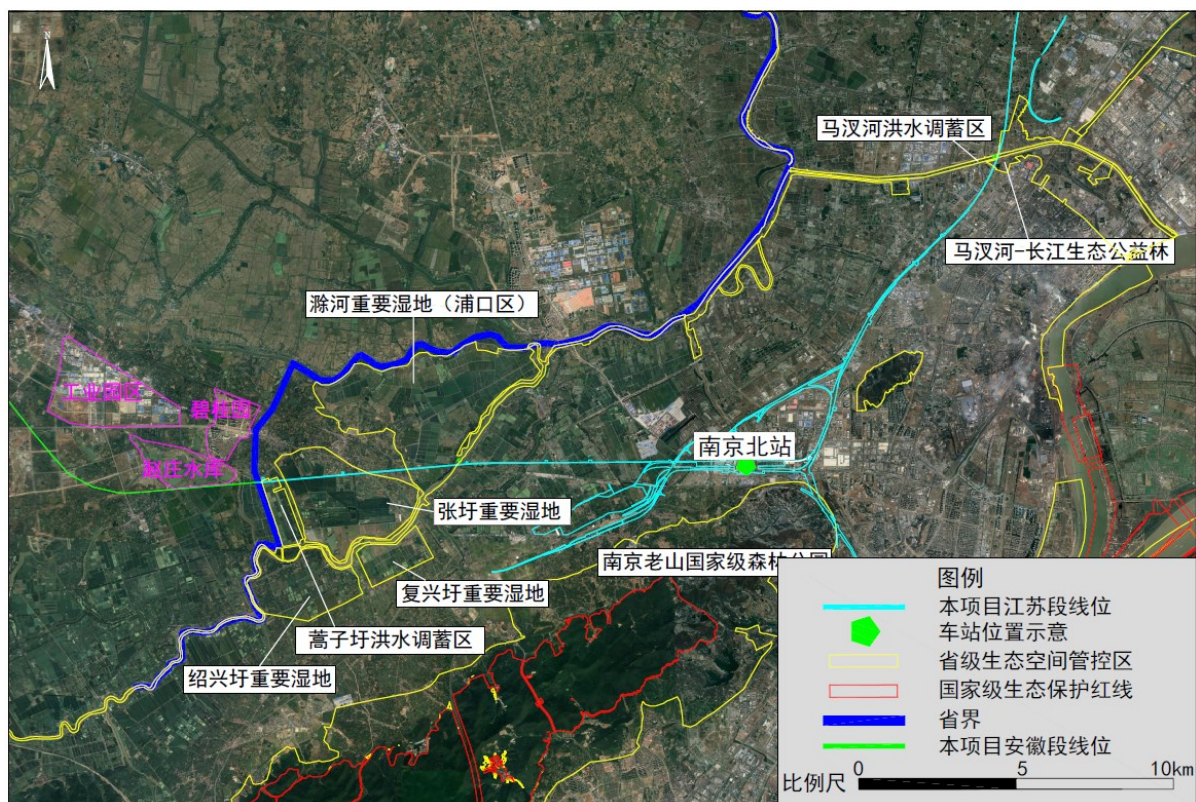 N
马汊河洪水调蓄区
马汊河-长江生态公益林
滁河重要湿地（浦口区）
工业园区
碧桂园
赵庄水库
南京北站
张圩重要湿地
南京老山国家级森林公园
复兴圩重要湿地
蒿子圩洪水调蓄区
绍兴圩重要湿地
图例
本项目江苏段线位
车站位置示意
省级生态空间管控区
国家级生态保护红线
省界
本项目安徽段线位
比例尺 0 5 10km